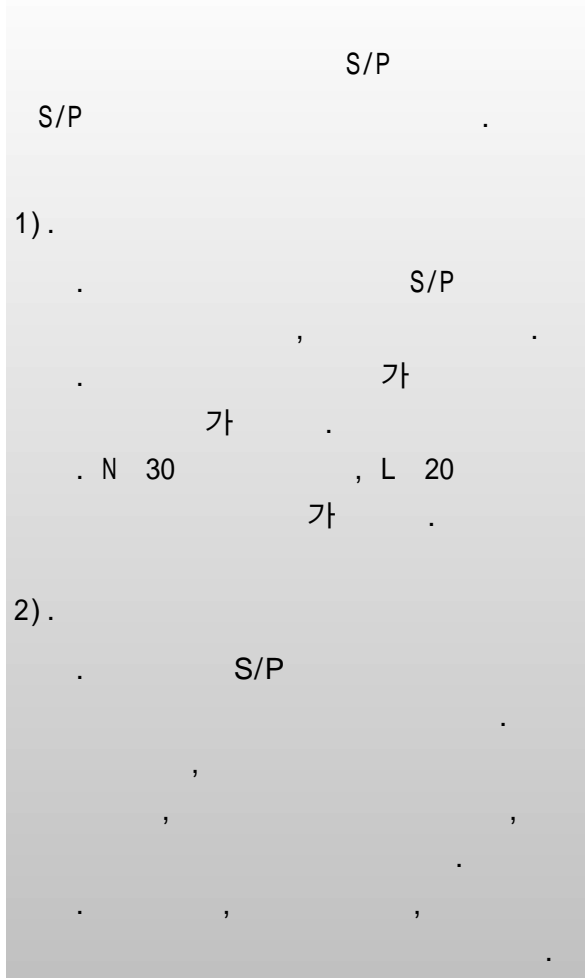 S/P
S/P .
1).
. S/P
, .
. 가
가 .
. N 30 , L 20
가 .
2).
. S/P
.
,
, ,
.
. , ,
.